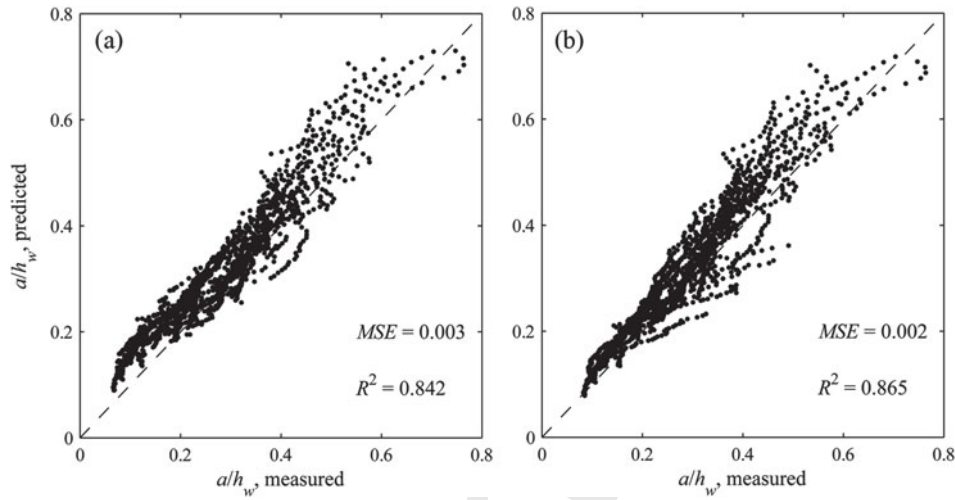 (a)
0.8
0.6
0.4
0.2
0
a/h_w, predicted
MSE = 0.003
R² = 0.842
0 0.2 0.4 0.6 0.8
a/h_w, measured
(b)
0.8
0.6
0.4
0.2
0
MSE = 0.002
R² = 0.865
0 0.2 0.4 0.6 0.8
a/h_w, measured